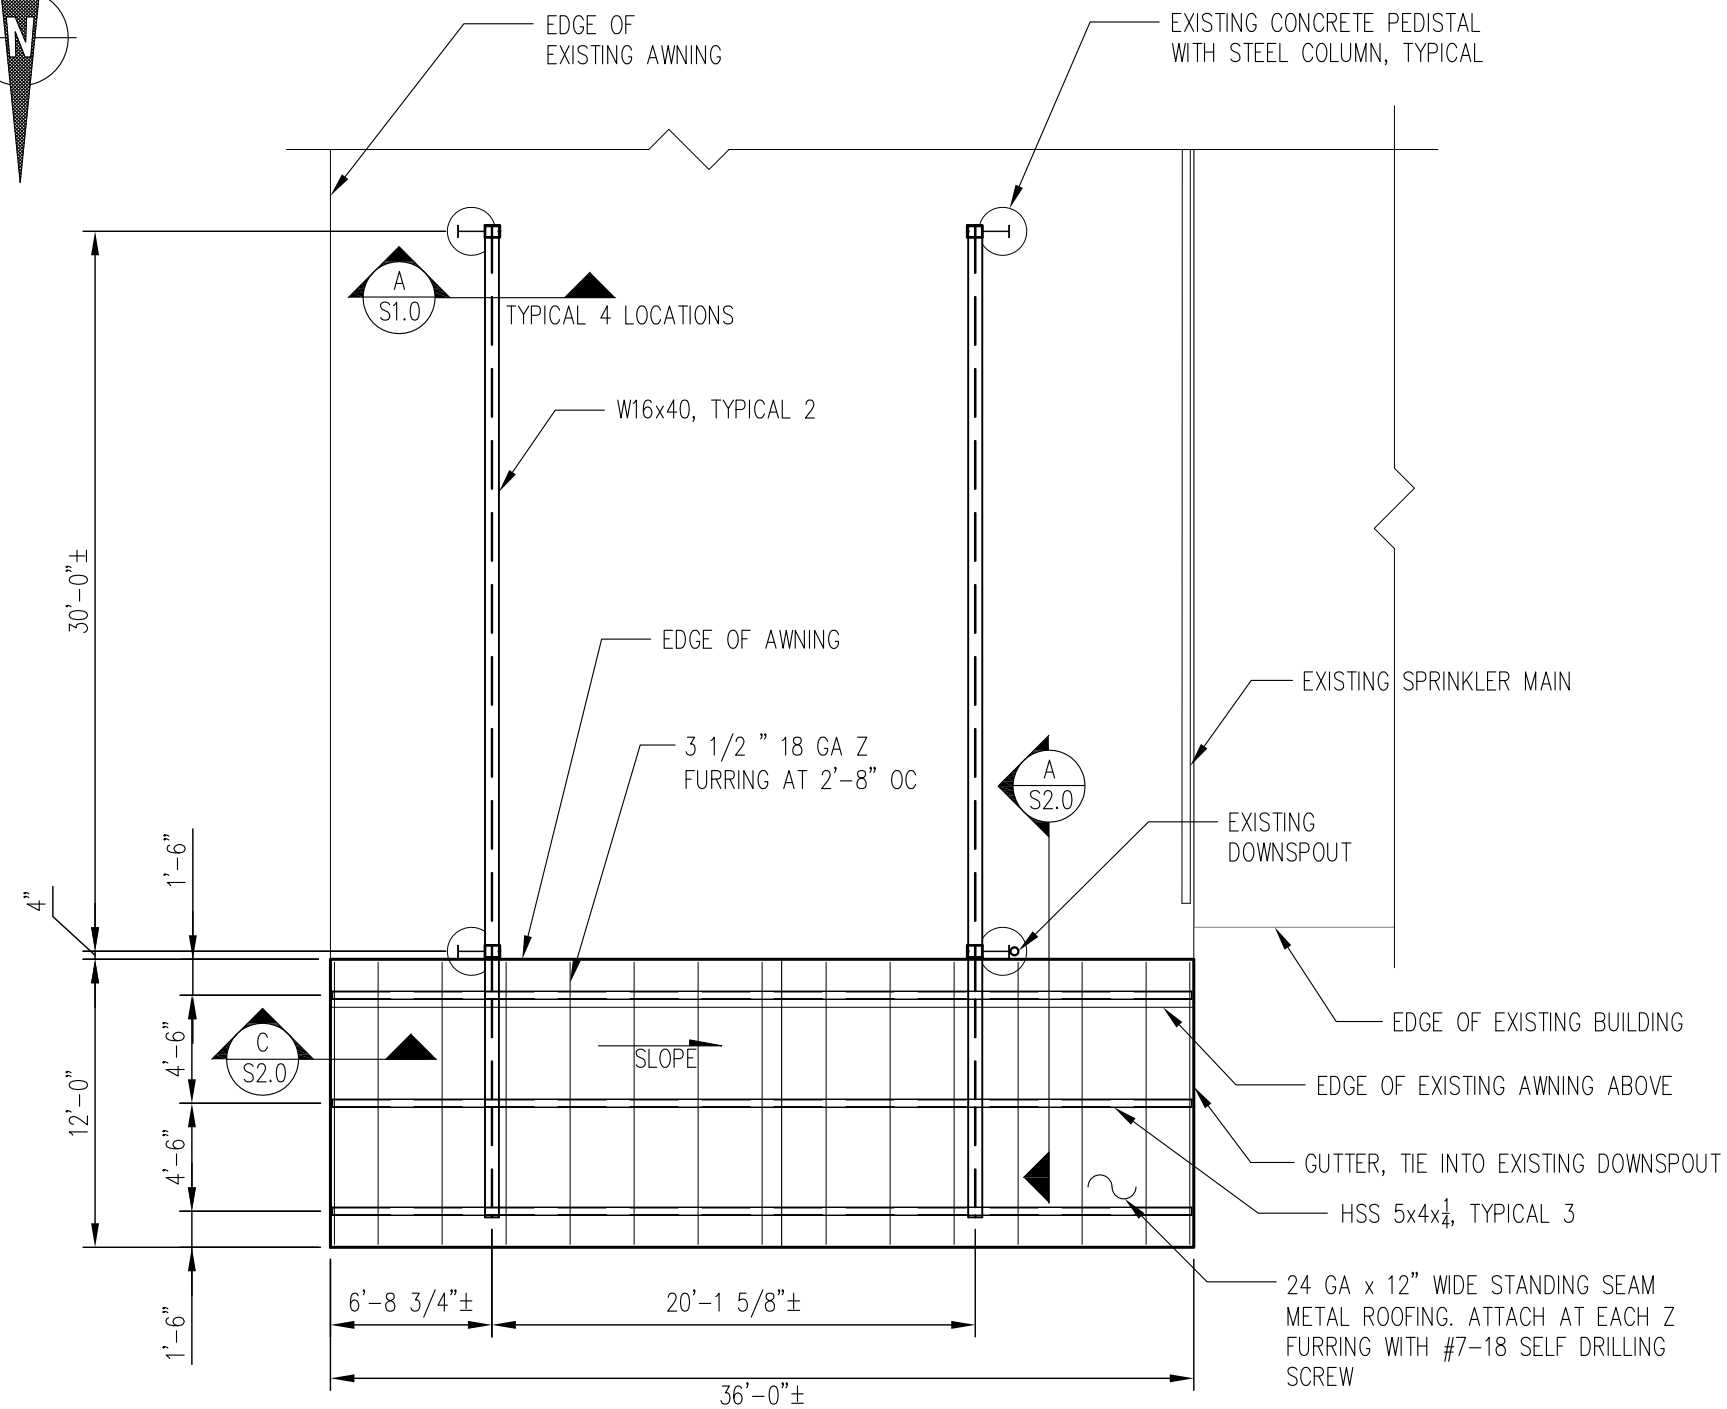 N
EDGE OF
EXISTING AWNING
EXISTING CONCRETE PEDISTAL
WITH STEEL COLUMN, TYPICAL
A
S1.0
TYPICAL 4 LOCATIONS
W16x40, TYPICAL 2
30'-0"±
EDGE OF AWNING
EXISTING SPRINKLER MAIN
3 1/2 " 18 GA Z
FURRING AT 2'-8" OC
A
S2.0
EXISTING
DOWNSPOUT
1'-6"
4"
EDGE OF EXISTING BUILDING
C
S2.0
4'-6"
SLOPE
EDGE OF EXISTING AWNING ABOVE
12'-0"
4'-6"
GUTTER, TIE INTO EXISTING DOWNSPOUT
HSS 5x4x1/4, TYPICAL 3
1'-6"
6'-8 3/4"±
20'-1 5/8"±
36'-0"±
24 GA x 12" WIDE STANDING SEAM
METAL ROOFING. ATTACH AT EACH Z
FURRING WITH #7-18 SELF DRILLING
SCREW